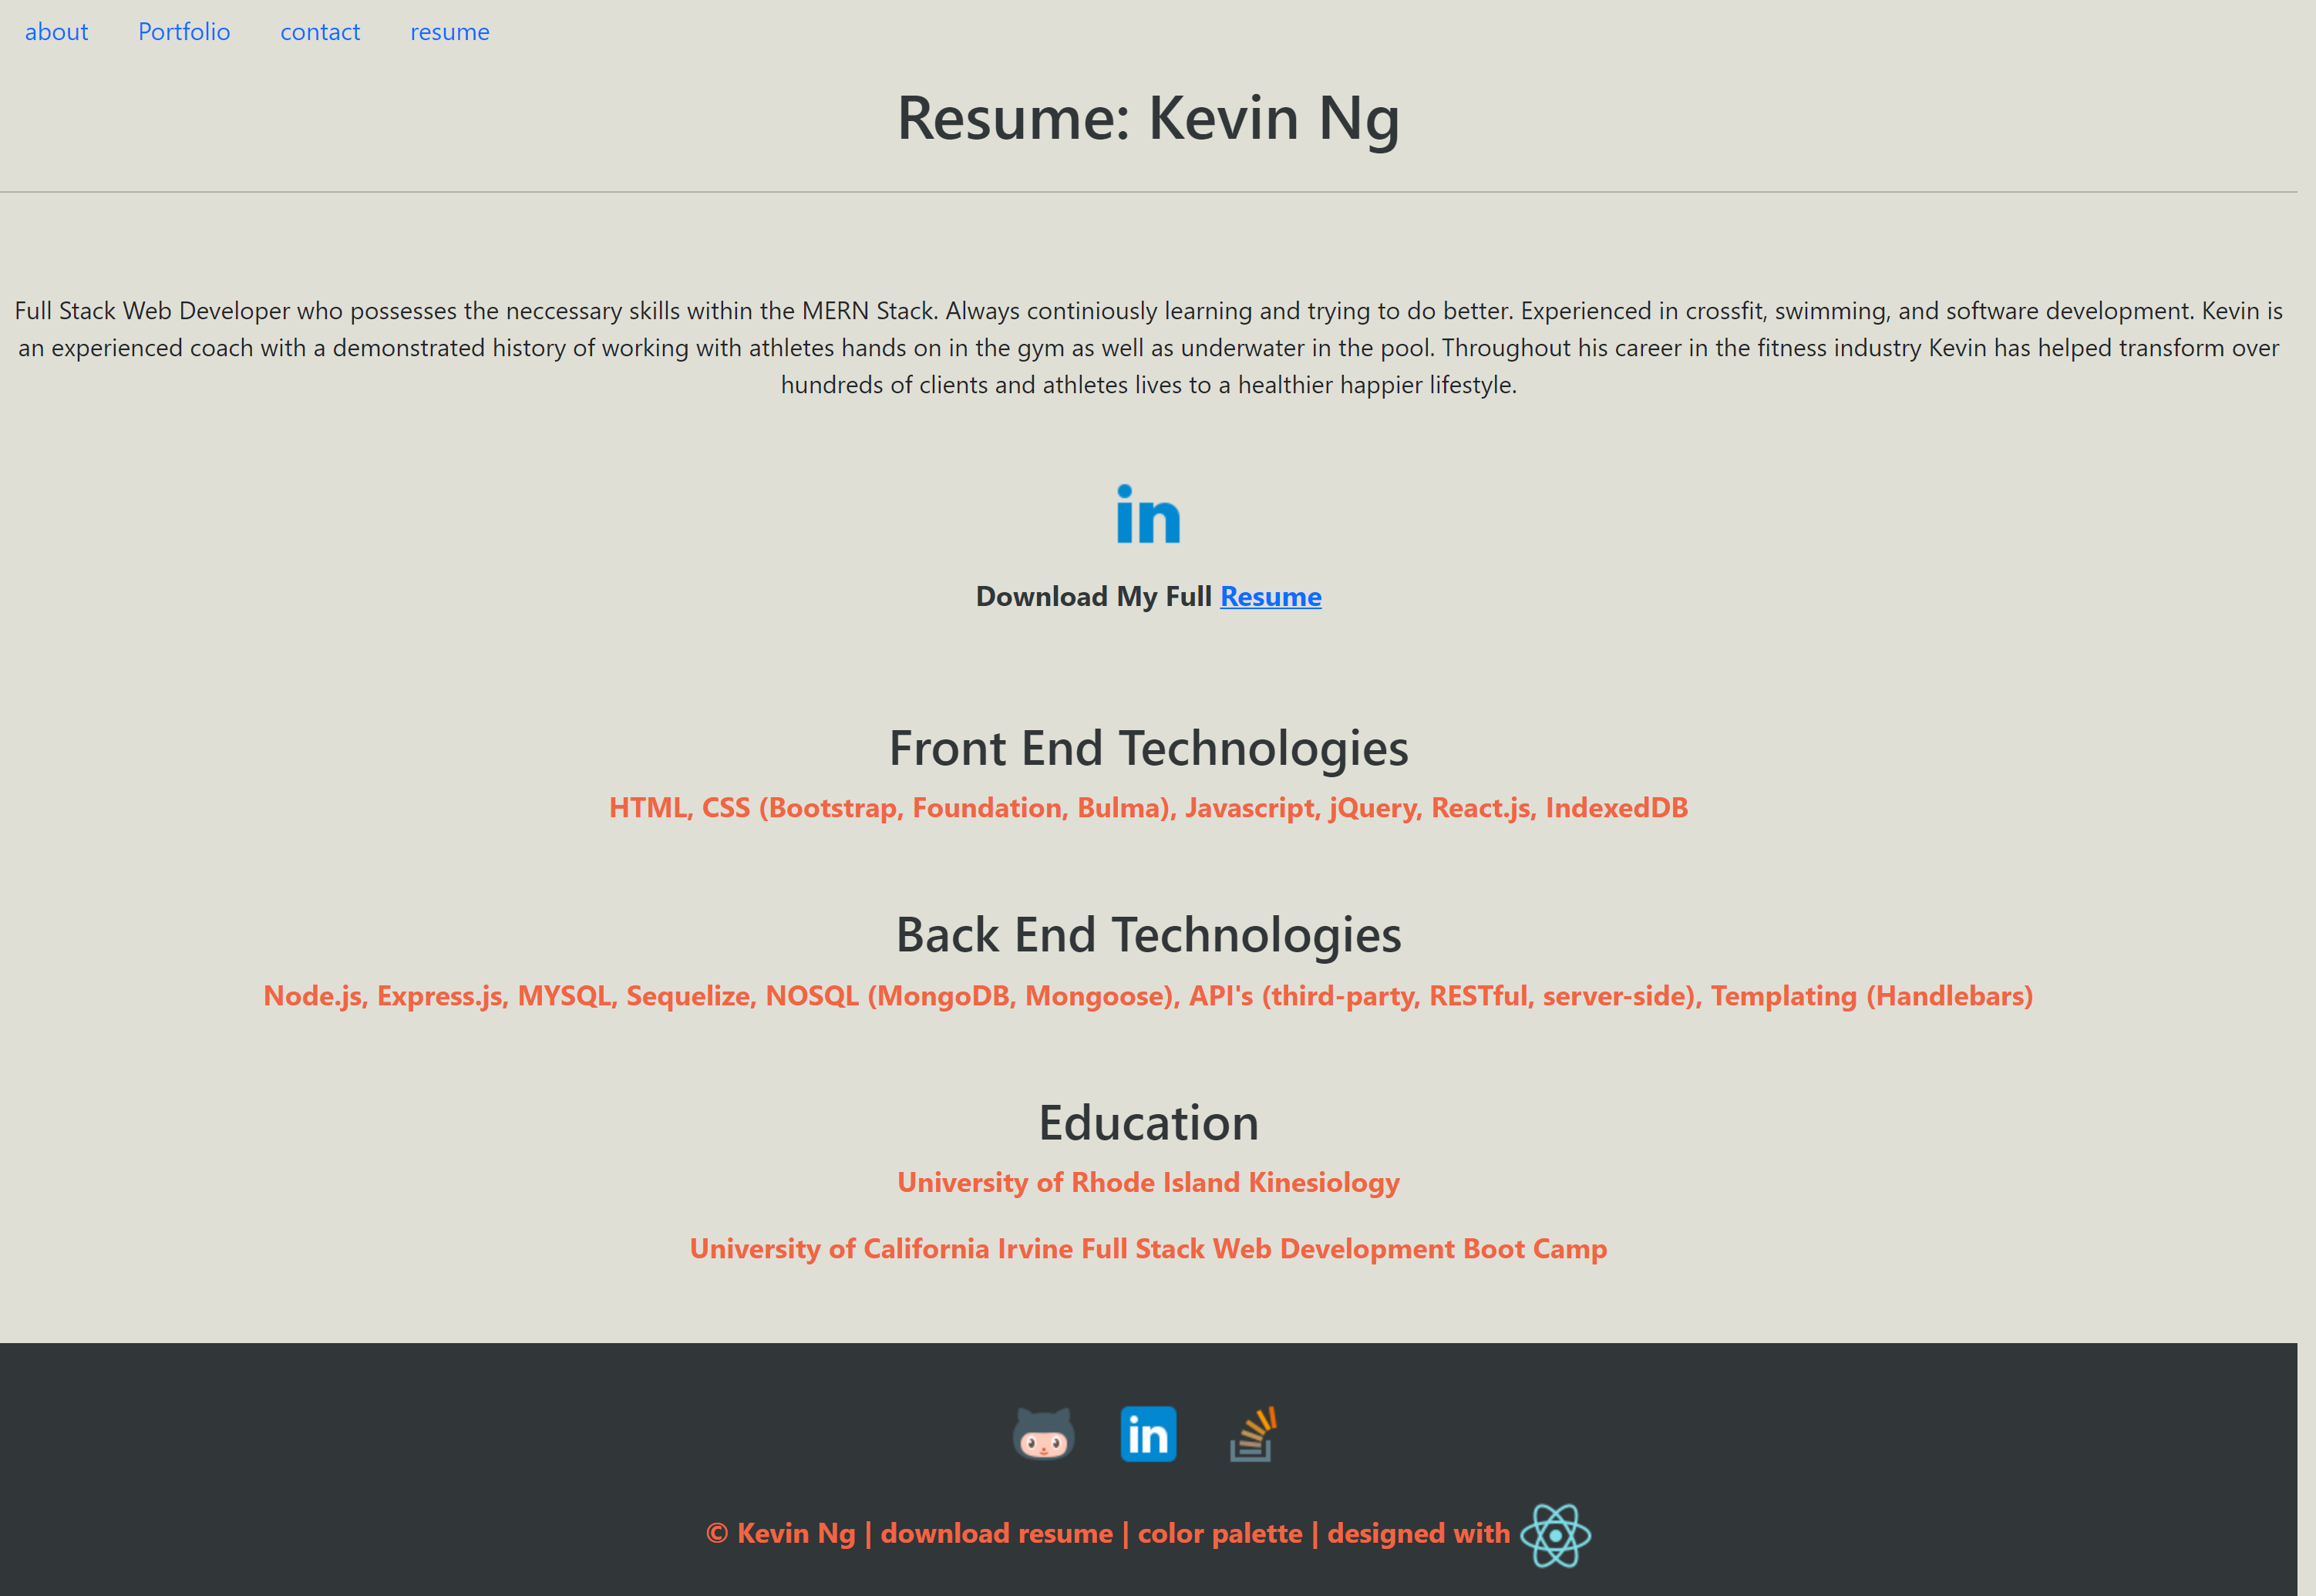 about Portfolio contact resume
Resume: Kevin Ng
Full Stack Web Developer who possesses the neccessary skills within the MERN Stack. Always continiously learning and trying to do better. Experienced in crossfit, swimming, and software development. Kevin is
an experienced coach with a demonstrated history of working with athletes hands on in the gym as well as underwater in the pool. Throughout his career in the fitness industry Kevin has helped transform over
hundreds of clients and athletes lives to a healthier happier lifestyle.
in
Download My Full Resume
Front End Technologies
HTML, CSS (Bootstrap, Foundation, Bulma), Javascript, jQuery, React.js, IndexedDB
Back End Technologies
Node.js, Express.js, MYSQL, Sequelize, NOSQL (MongoDB, Mongoose), API's (third-party, RESTful, server-side), Templating (Handlebars)
Education
University of Rhode Island Kinesiology
University of California Irvine Full Stack Web Development Boot Camp
in
© Kevin Ng | download resume | color palette | designed with